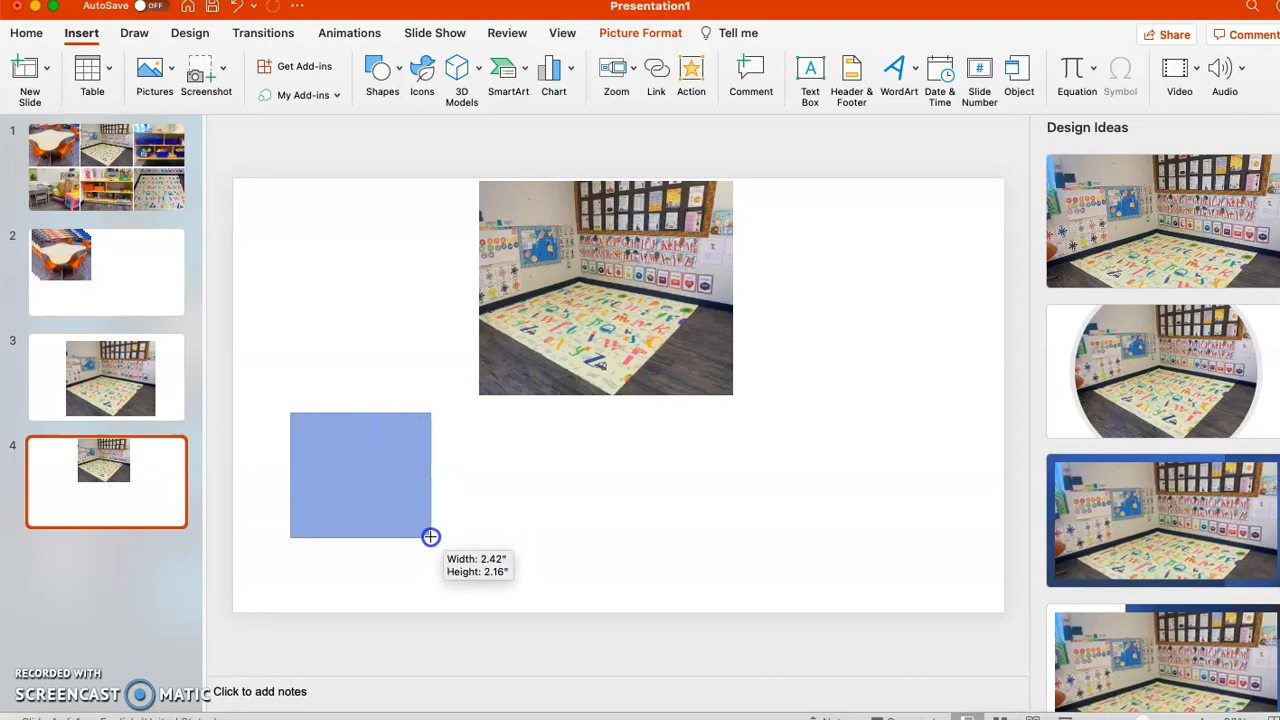 AutoSave OFF
Presentation1
Home Insert Draw Design Transitions Animations Slide Show Review View Picture Format Tell me
Share Comment
New Slide
Table
Pictures
Screenshot
Get Add-ins
My Add-ins
Shapes
Icons
3D Models
SmartArt
Chart
Zoom
Link
Action
Comment
Text Box
Header & Footer
WordArt
Date & Time
Slide Number
Object
Equation
Symbol
Video
Audio
1
2
3
4
Design Ideas
Width: 2.42"
Height: 2.16"
RECORDED WITH
SCREENCAST MATIC
Click to add notes